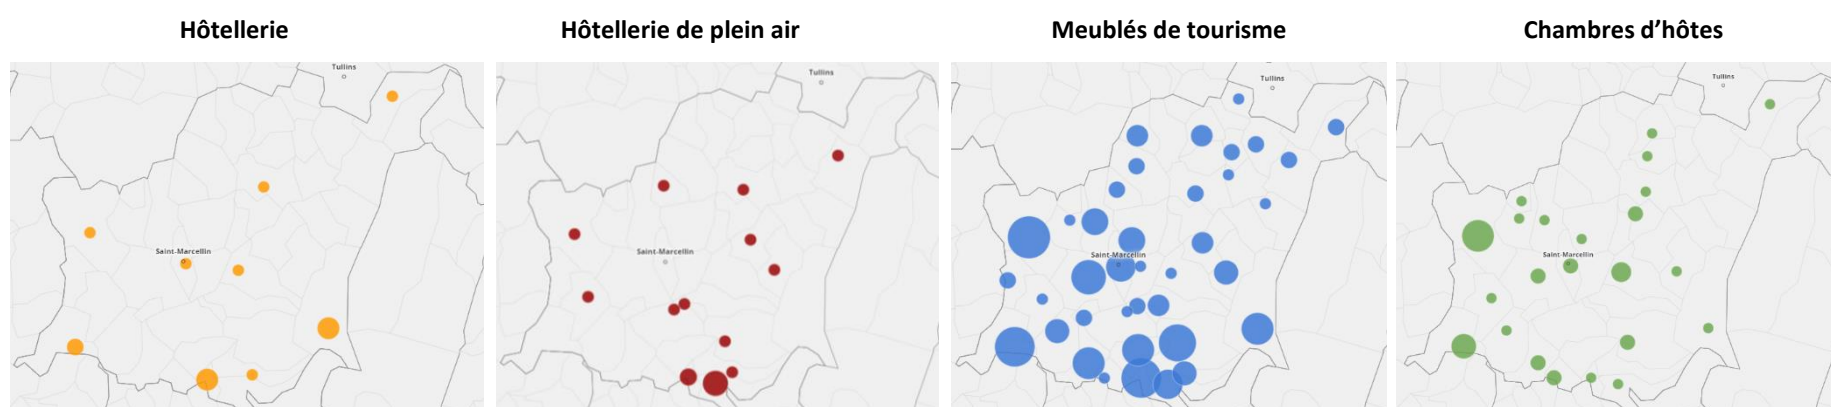 Hôtellerie
Hôtellerie de plein air
Meublés de tourisme
Chambres d’hôtes
Tullins
Tullins
Tullins
Tullins
Saint-Marcellin
Saint-Marcellin
Saint-Marcellin
Saint-Marcellin